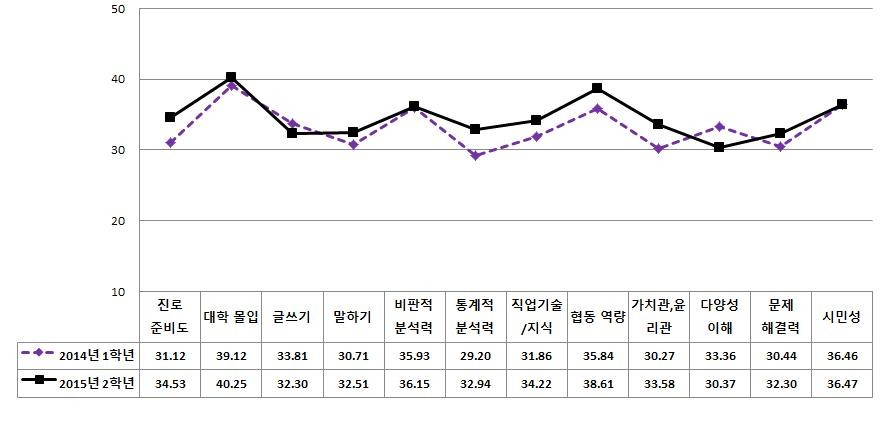 50
40
30
20
10
진로 준비도 대학 몰입 글쓰기 말하기 비판적 분석력 통계적 분석력 직업기술 /지식 협동 역량 가치관,윤리관 다양성 이해 문제 해결력 시민성
2014년 1학년 31.12 39.12 33.81 30.71 35.93 29.20 31.86 35.84 30.27 33.36 30.44 36.46
2015년 2학년 34.53 40.25 32.30 32.51 36.15 32.94 34.22 38.61 33.58 30.37 32.30 36.47